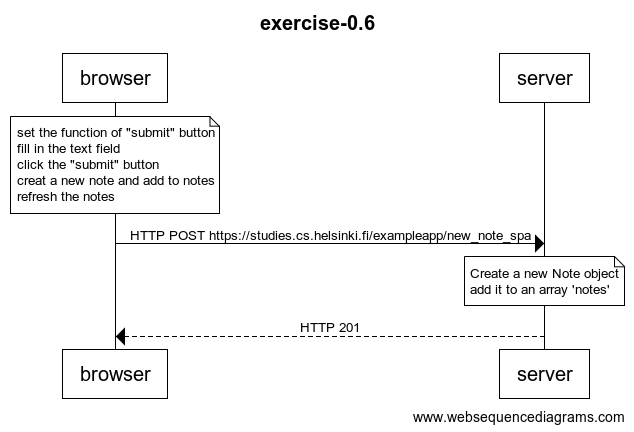 exercise-0.6
browser
server
set the function of "submit" button
fill in the text field
click the "submit" button
creat a new note and add to notes
refresh the notes
HTTP POST https://studies.cs.helsinki.fi/exampleapp/new_note_spa
Create a new Note object
add it to an array 'notes'
HTTP 201
browser
server
www.websequencediagrams.com